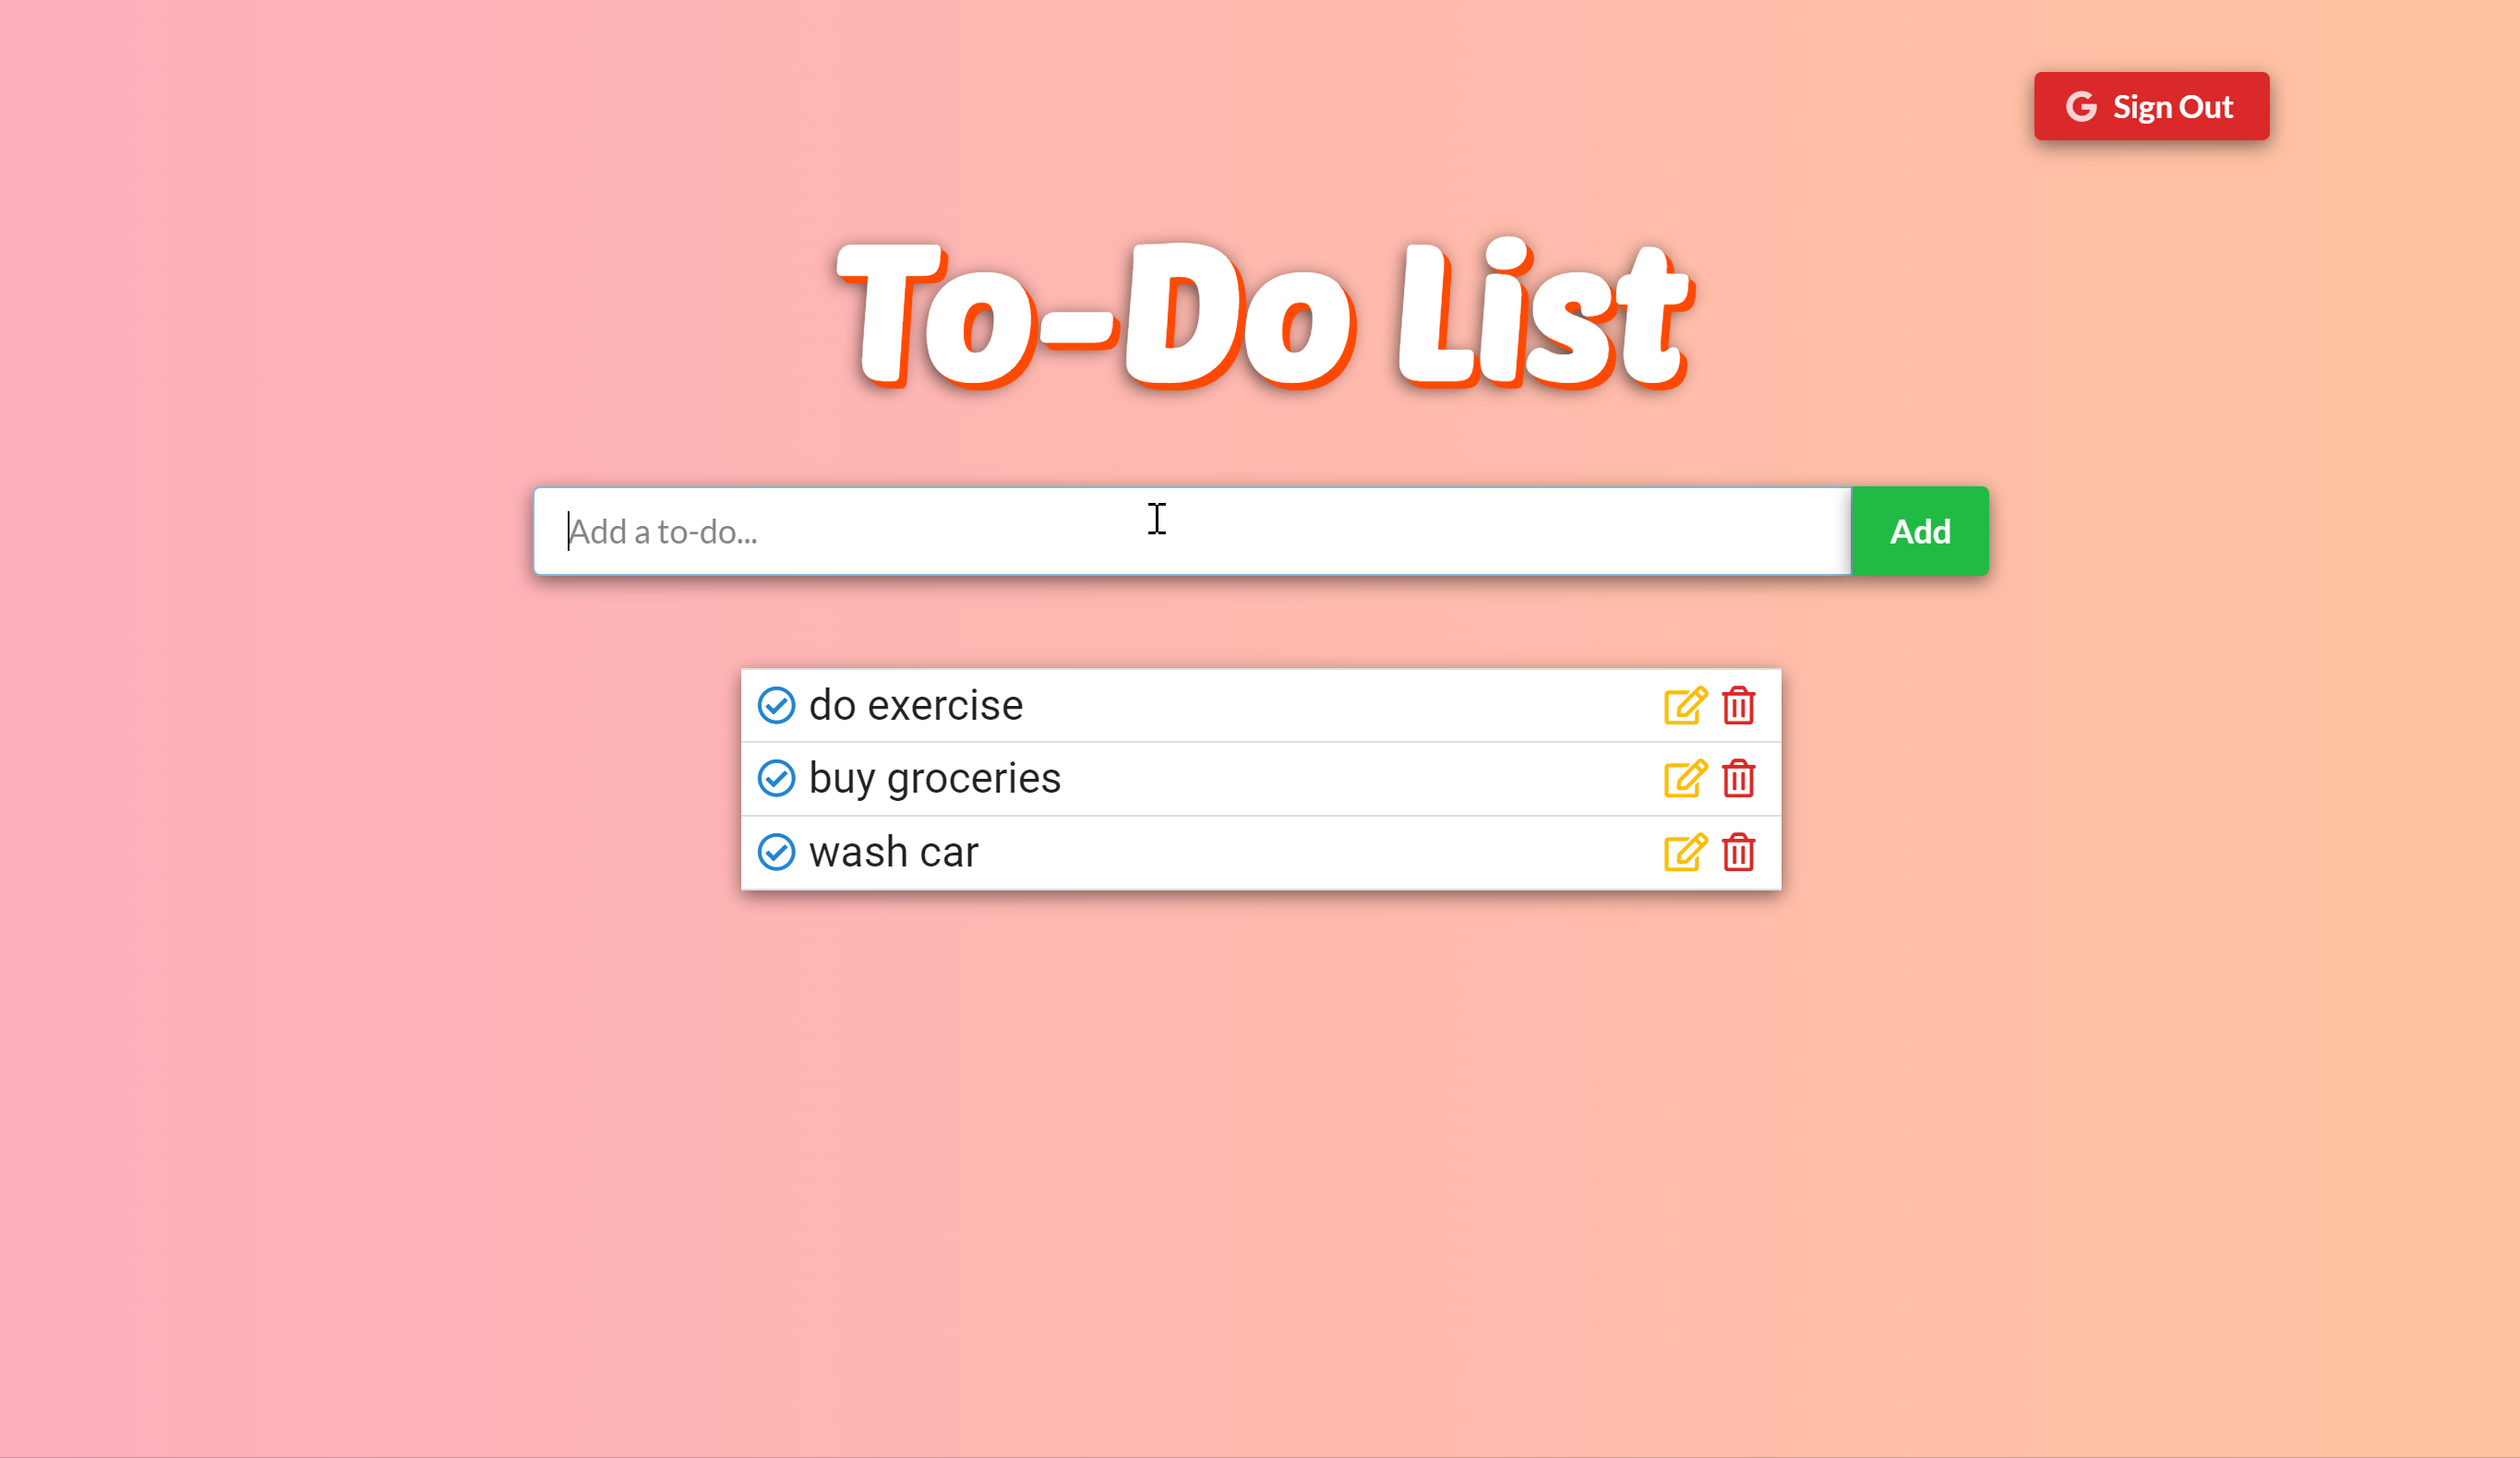 Sign Out
To-Do List
Add a to-do...
Add
do exercise
buy groceries
wash car